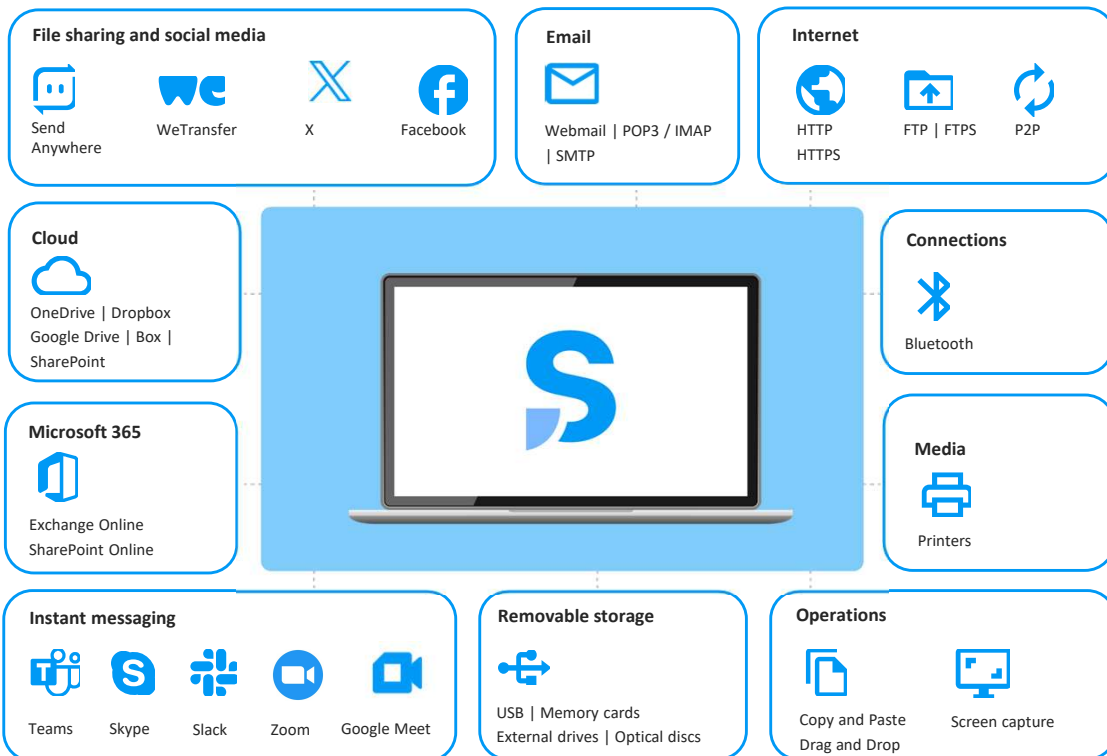 File sharing and social media
Send
Anywhere
WeTransfer
X
Facebook
Email
Webmail | POP3 / IMAP
| SMTP
Internet
HTTP
HTTPS
FTP | FTPS
P2P
Cloud
OneDrive | Dropbox
Google Drive | Box |
SharePoint
Connections
Bluetooth
Microsoft 365
Exchange Online
SharePoint Online
Media
Printers
Instant messaging
Teams
Skype
Slack
Zoom
Google Meet
Removable storage
USB | Memory cards
External drives | Optical discs
Operations
Copy and Paste
Drag and Drop
Screen capture